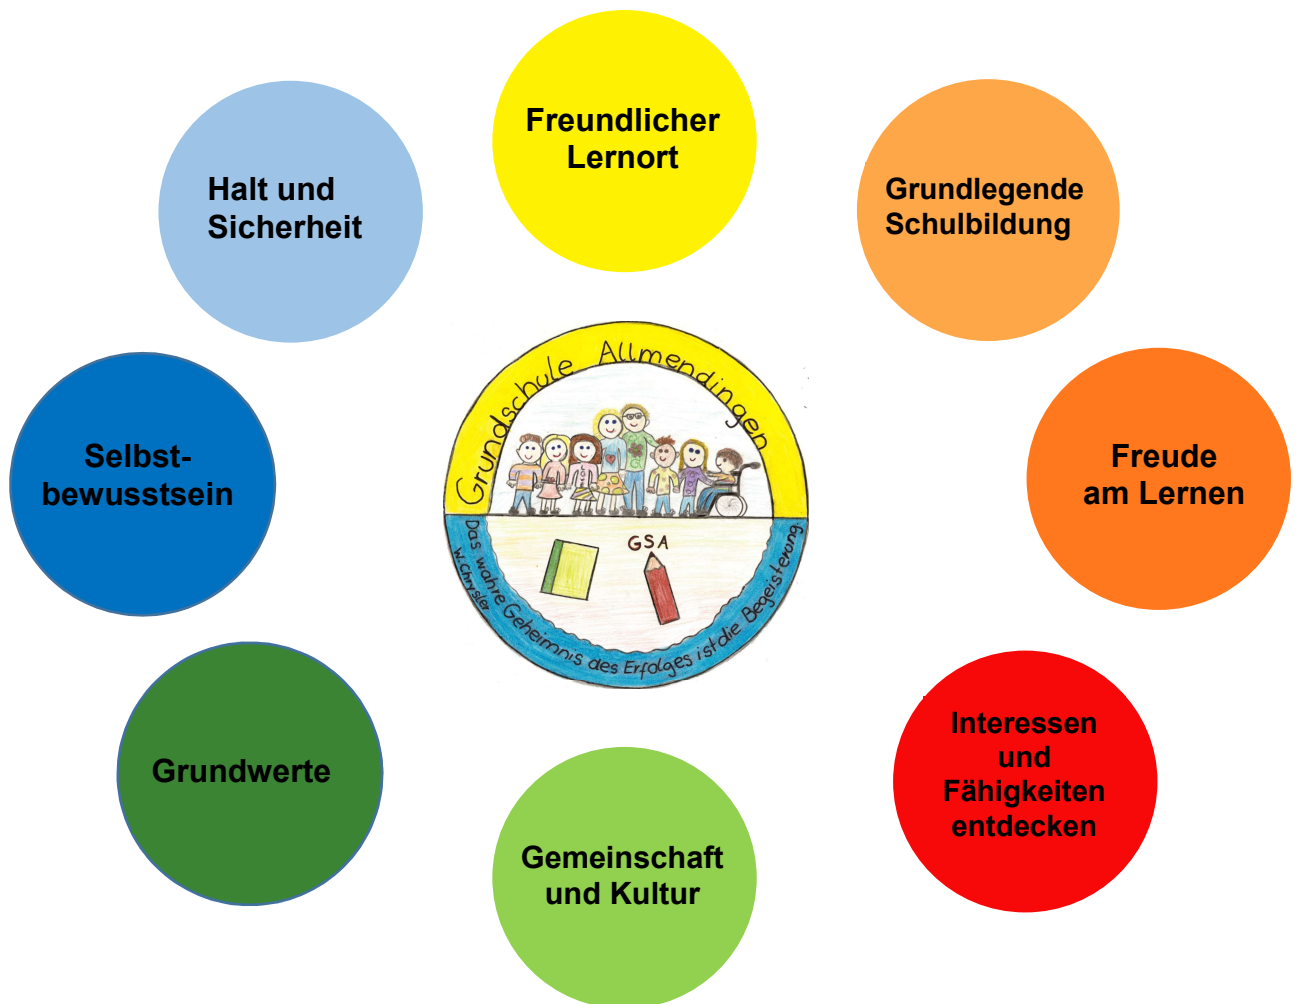 Freundlicher
Lernort
Halt und
Sicherheit
Grundlegende
Schulbildung
Grundschule Allmendingen
Selbst-
bewusstsein
Freude
am Lernen
GSA
Das wahre Geheimnis des Erfolges ist die Begeisterung
W. Chrysler
Grundwerte
Interessen
und
Fähigkeiten
entdecken
Gemeinschaft
und Kultur